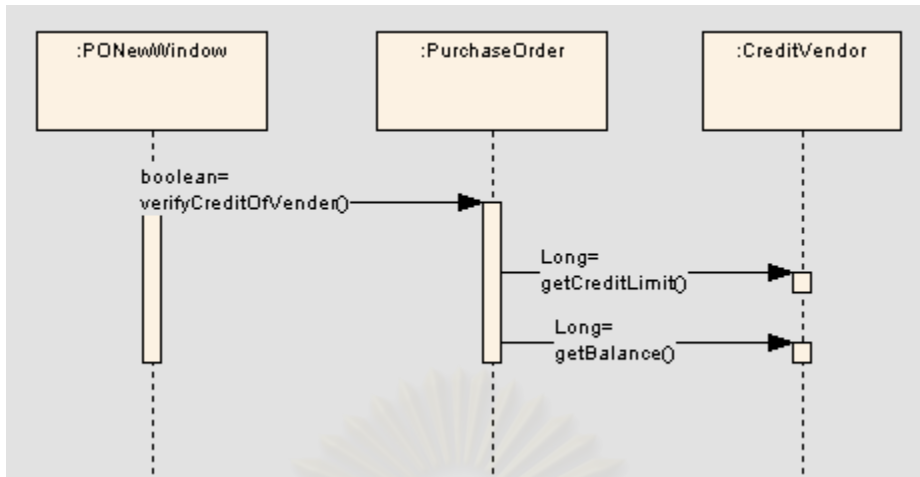 :PONewWindow
:PurchaseOrder
:CreditVendor
boolean=
verifyCreditOfVender()
Long=
getCreditLimit()
Long=
getBalance()